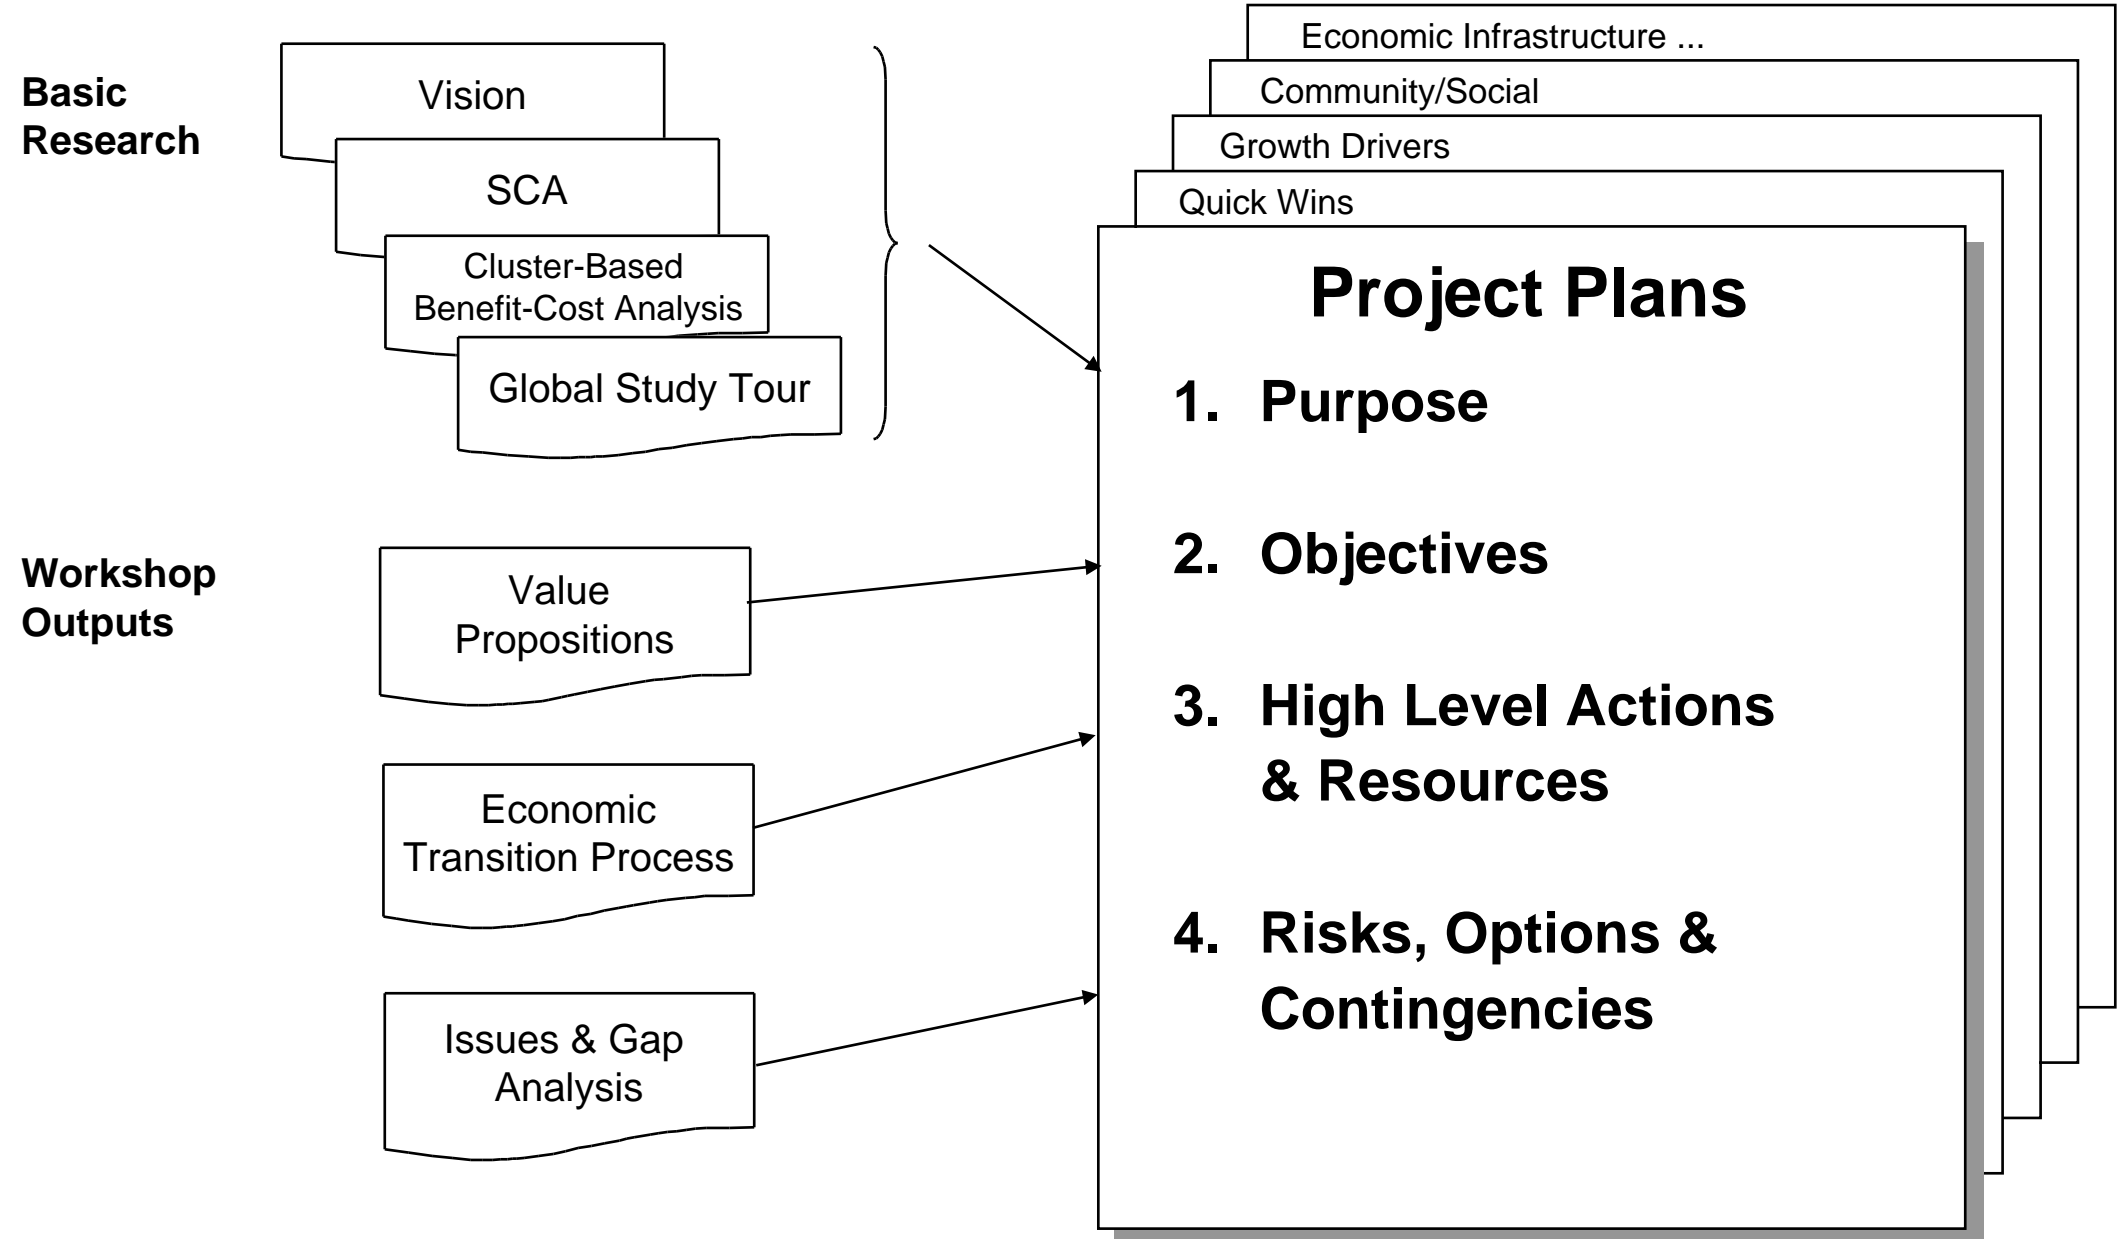 Basic
Research
Vision
SCA
Cluster-Based
Benefit-Cost Analysis
Global Study Tour
Workshop
Outputs
Value
Propositions
Economic
Transition Process
Issues & Gap
Analysis
Economic Infrastructure ...
Community/Social
Growth Drivers
Quick Wins
Project Plans
1. Purpose
2. Objectives
3. High Level Actions
& Resources
4. Risks, Options &
Contingencies